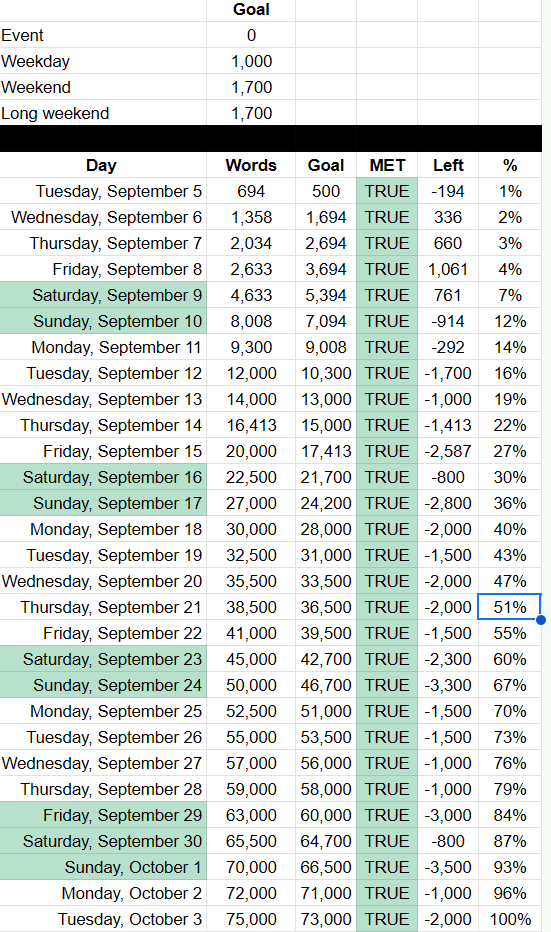 Goal
Event 0
Weekday 1,000
Weekend 1,700
Long weekend 1,700
Day Words Goal MET Left %
Tuesday, September 5 694 500 TRUE -194 1%
Wednesday, September 6 1,358 1,694 TRUE 336 2%
Thursday, September 7 2,034 2,694 TRUE 660 3%
Friday, September 8 2,633 3,694 TRUE 1,061 4%
Saturday, September 9 4,633 5,394 TRUE 761 7%
Sunday, September 10 8,008 7,094 TRUE -914 12%
Monday, September 11 9,300 9,008 TRUE -292 14%
Tuesday, September 12 12,000 10,300 TRUE -1,700 16%
Wednesday, September 13 14,000 13,000 TRUE -1,000 19%
Thursday, September 14 16,413 15,000 TRUE -1,413 22%
Friday, September 15 20,000 17,413 TRUE -2,587 27%
Saturday, September 16 22,500 21,700 TRUE -800 30%
Sunday, September 17 27,000 24,200 TRUE -2,800 36%
Monday, September 18 30,000 28,000 TRUE -2,000 40%
Tuesday, September 19 32,500 31,000 TRUE -1,500 43%
Wednesday, September 20 35,500 33,500 TRUE -2,000 47%
Thursday, September 21 38,500 36,500 TRUE -2,000 51%
Friday, September 22 41,000 39,500 TRUE -1,500 55%
Saturday, September 23 45,000 42,700 TRUE -2,300 60%
Sunday, September 24 50,000 46,700 TRUE -3,300 67%
Monday, September 25 52,500 51,000 TRUE -1,500 70%
Tuesday, September 26 55,000 53,500 TRUE -1,500 73%
Wednesday, September 27 57,000 56,000 TRUE -1,000 76%
Thursday, September 28 59,000 58,000 TRUE -1,000 79%
Friday, September 29 63,000 60,000 TRUE -3,000 84%
Saturday, September 30 65,500 64,700 TRUE -800 87%
Sunday, October 1 70,000 66,500 TRUE -3,500 93%
Monday, October 2 72,000 71,000 TRUE -1,000 96%
Tuesday, October 3 75,000 73,000 TRUE -2,000 100%